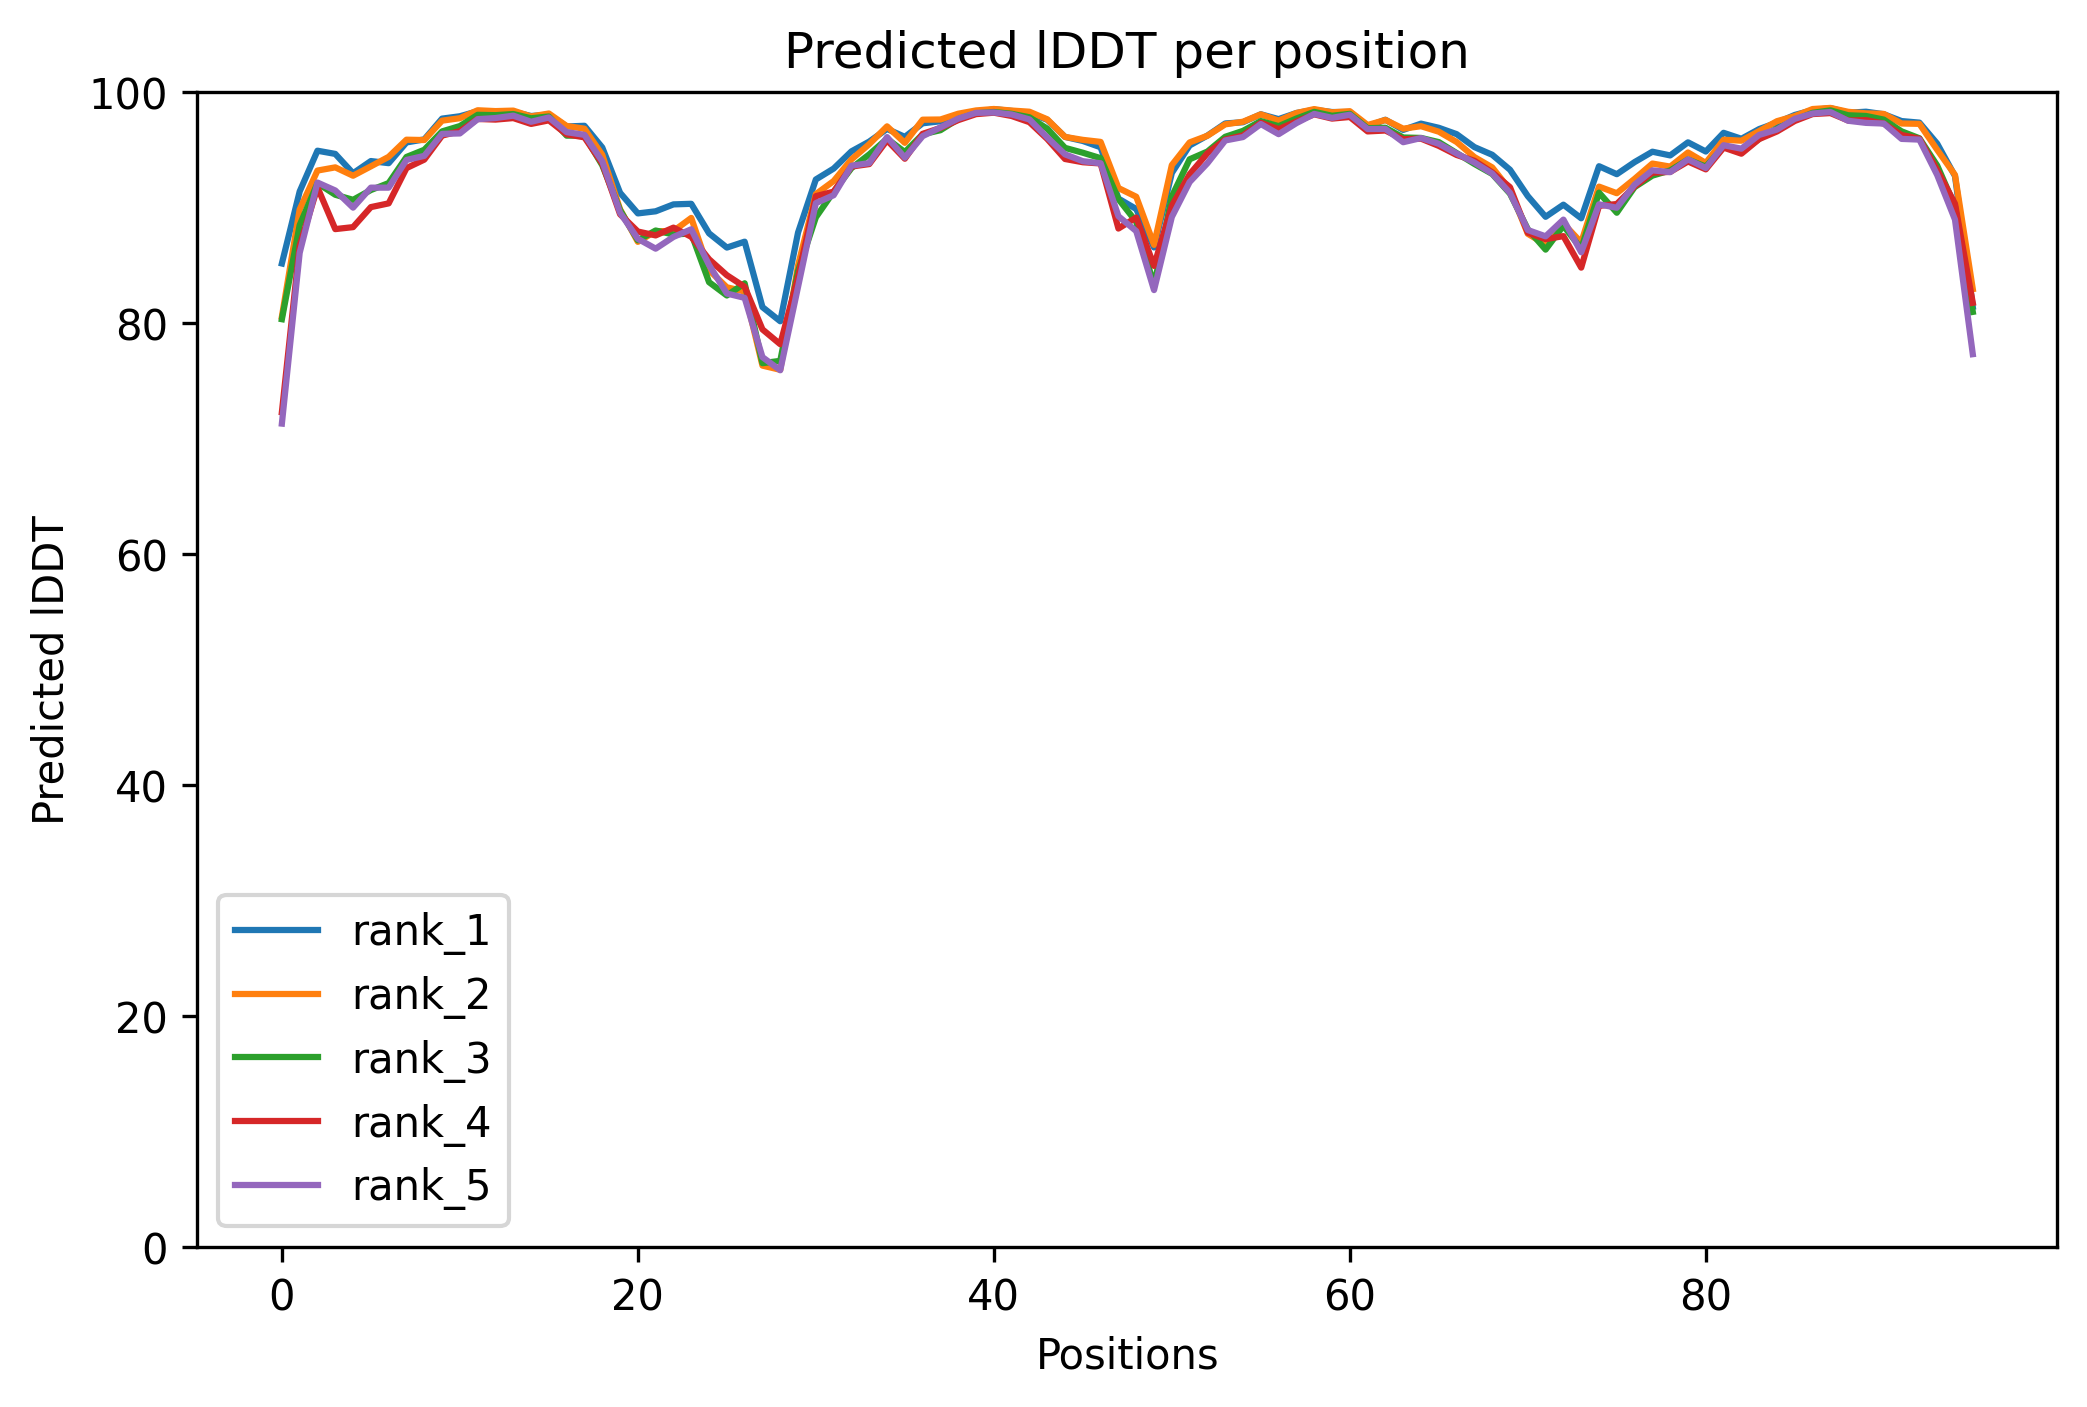 Predicted lDDT per position
100
80
60
40
20
0
Predicted lDDT
rank_1
rank_2
rank_3
rank_4
rank_5
0 20 40 60 80
Positions